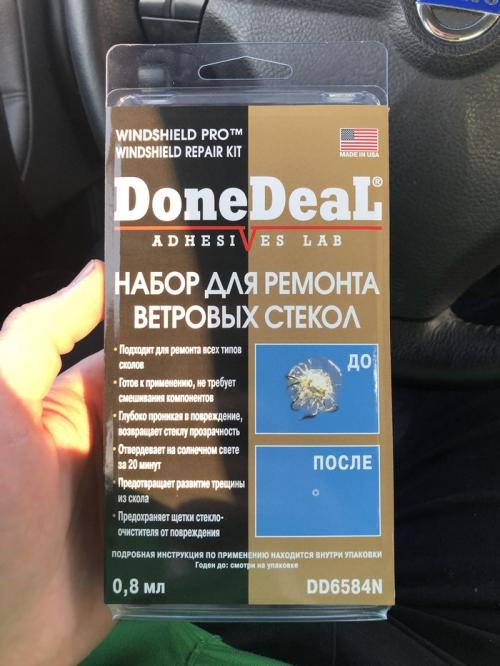 WINDSHIELD PRO™
WINDSHIELD REPAIR KIT
MADE IN USA
DoneDeaL®
ADHESIVES LAB
НАБОР ДЛЯ РЕМОНТА
ВЕТРОВЫХ СТЕКОЛ
• Подходит для ремонта всех типов
сколов
• Готов к применению, не требует
смешивания компонентов
• Глубоко проникая в повреждение,
возвращает стеклу прозрачность
• Отвердевает на солнечном свете
за 20 минут
• Предотвращает развитие трещины
из скола
• Предохраняет щетки стекло-
очистителя от повреждения
ДО
ПОСЛЕ
ПОДРОБНАЯ ИНСТРУКЦИЯ ПО ПРИМЕНЕНИЮ НАХОДИТСЯ ВНУТРИ УПАКОВКИ
Годен до: смотри на упаковке
0,8 мл
DD6584N